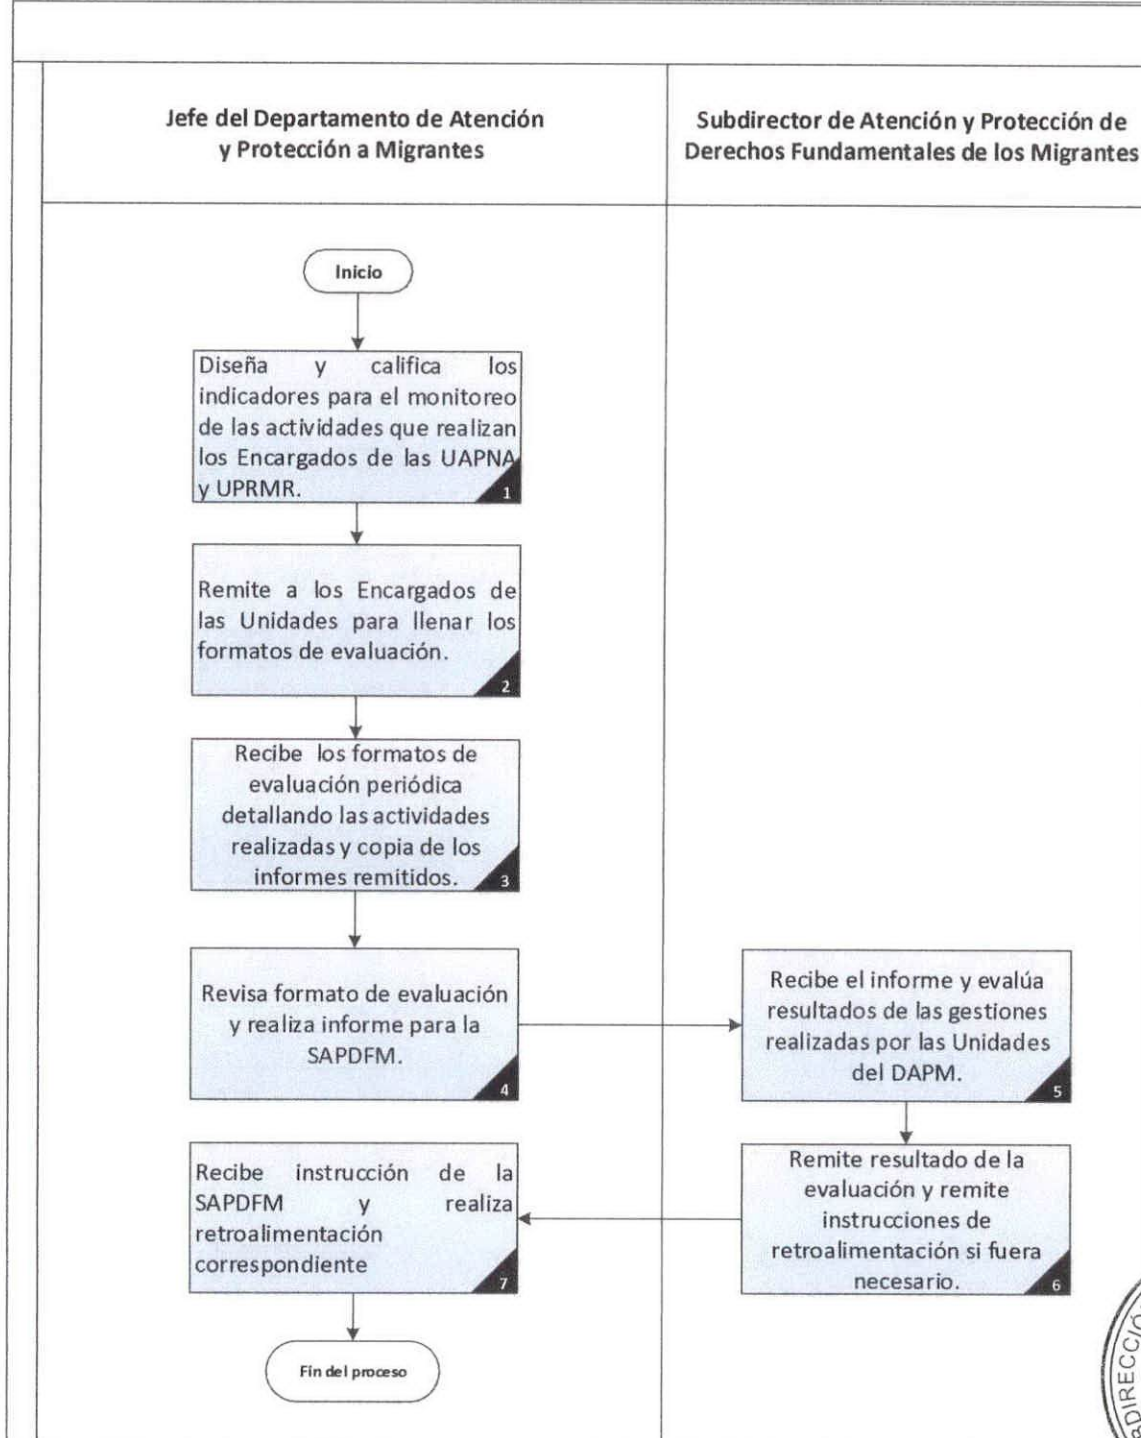 Jefe del Departamento de Atención
y Protección a Migrantes
Subdirector de Atención y Protección de
Derechos Fundamentales de los Migrantes
Inicio
Diseña y califica los
indicadores para el monitoreo
de las actividades que realizan
los Encargados de las UAPNA
y UPRMR.
1
Remite a los Encargados de
las Unidades para llenar los
formatos de evaluación.
2
Recibe los formatos de
evaluación periódica
detallando las actividades
realizadas y copia de los
informes remitidos.
3
Revisa formato de evaluación
y realiza informe para la
SAPDFM.
4
Recibe el informe y evalúa
resultados de las gestiones
realizadas por las Unidades
del DAPM.
5
Remite resultado de la
evaluación y remite
instrucciones de
retroalimentación si fuera
necesario.
6
Recibe instrucción de la
SAPDFM y realiza
retroalimentación
correspondiente
7
Fin del proceso